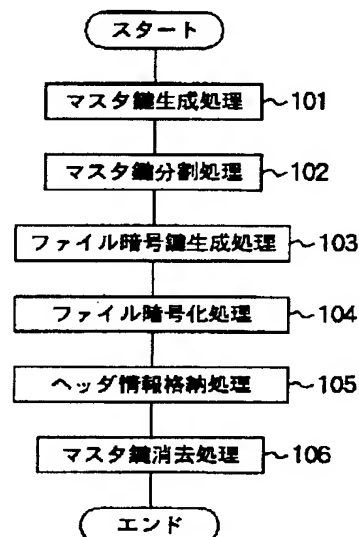 スタート
マスタ鍵生成処理 ~101
マスタ鍵分割処理 ~102
ファイル暗号鍵生成処理 ~103
ファイル暗号化処理 ~104
ヘッダ情報格納処理 ~105
マスタ鍵消去処理 ~106
エンド